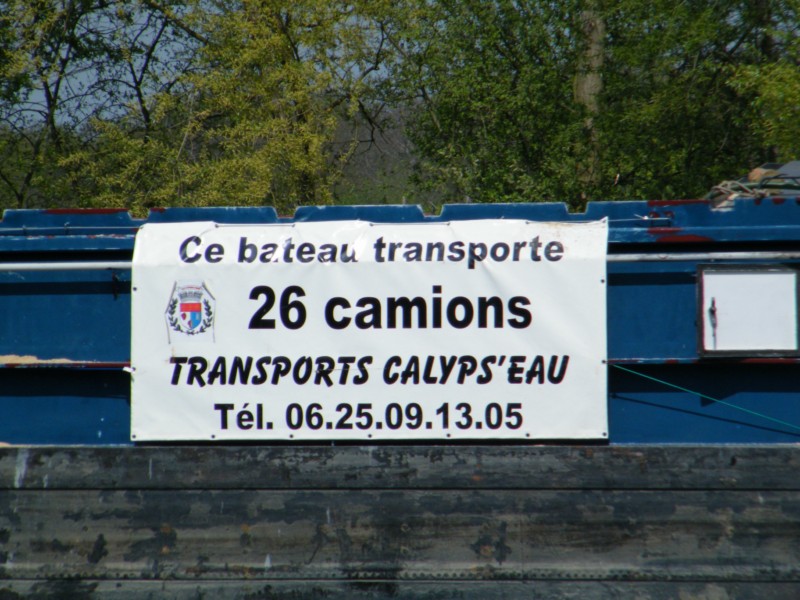 Ce bateau transporte
26 camions
TRANSPORTS CALYPS'EAU
Tél. 06.25.09.13.05